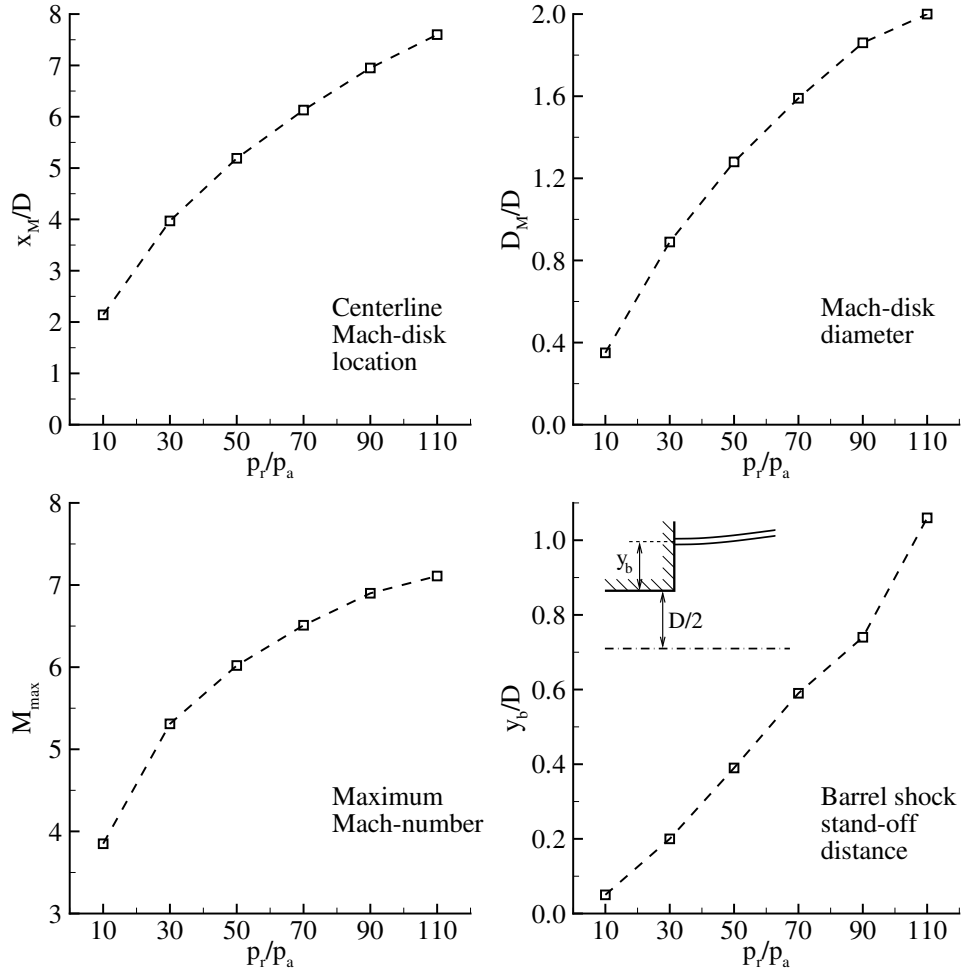 8
7
6
5
4
3
2
1
0
x_M/D
Centerline
Mach-disk
location
10 30 50 70 90 110
p_r/p_a
2.0
1.6
1.2
0.8
0.4
0.0
D_M/D
Mach-disk
diameter
10 30 50 70 90 110
p_r/p_a
8
7
6
5
4
3
M_max
Maximum
Mach-number
10 30 50 70 90 110
p_r/p_a
1.0
0.8
0.6
0.4
0.2
0.0
y_b/D
y_b
D/2
Barrel shock
stand-off
distance
10 30 50 70 90 110
p_r/p_a